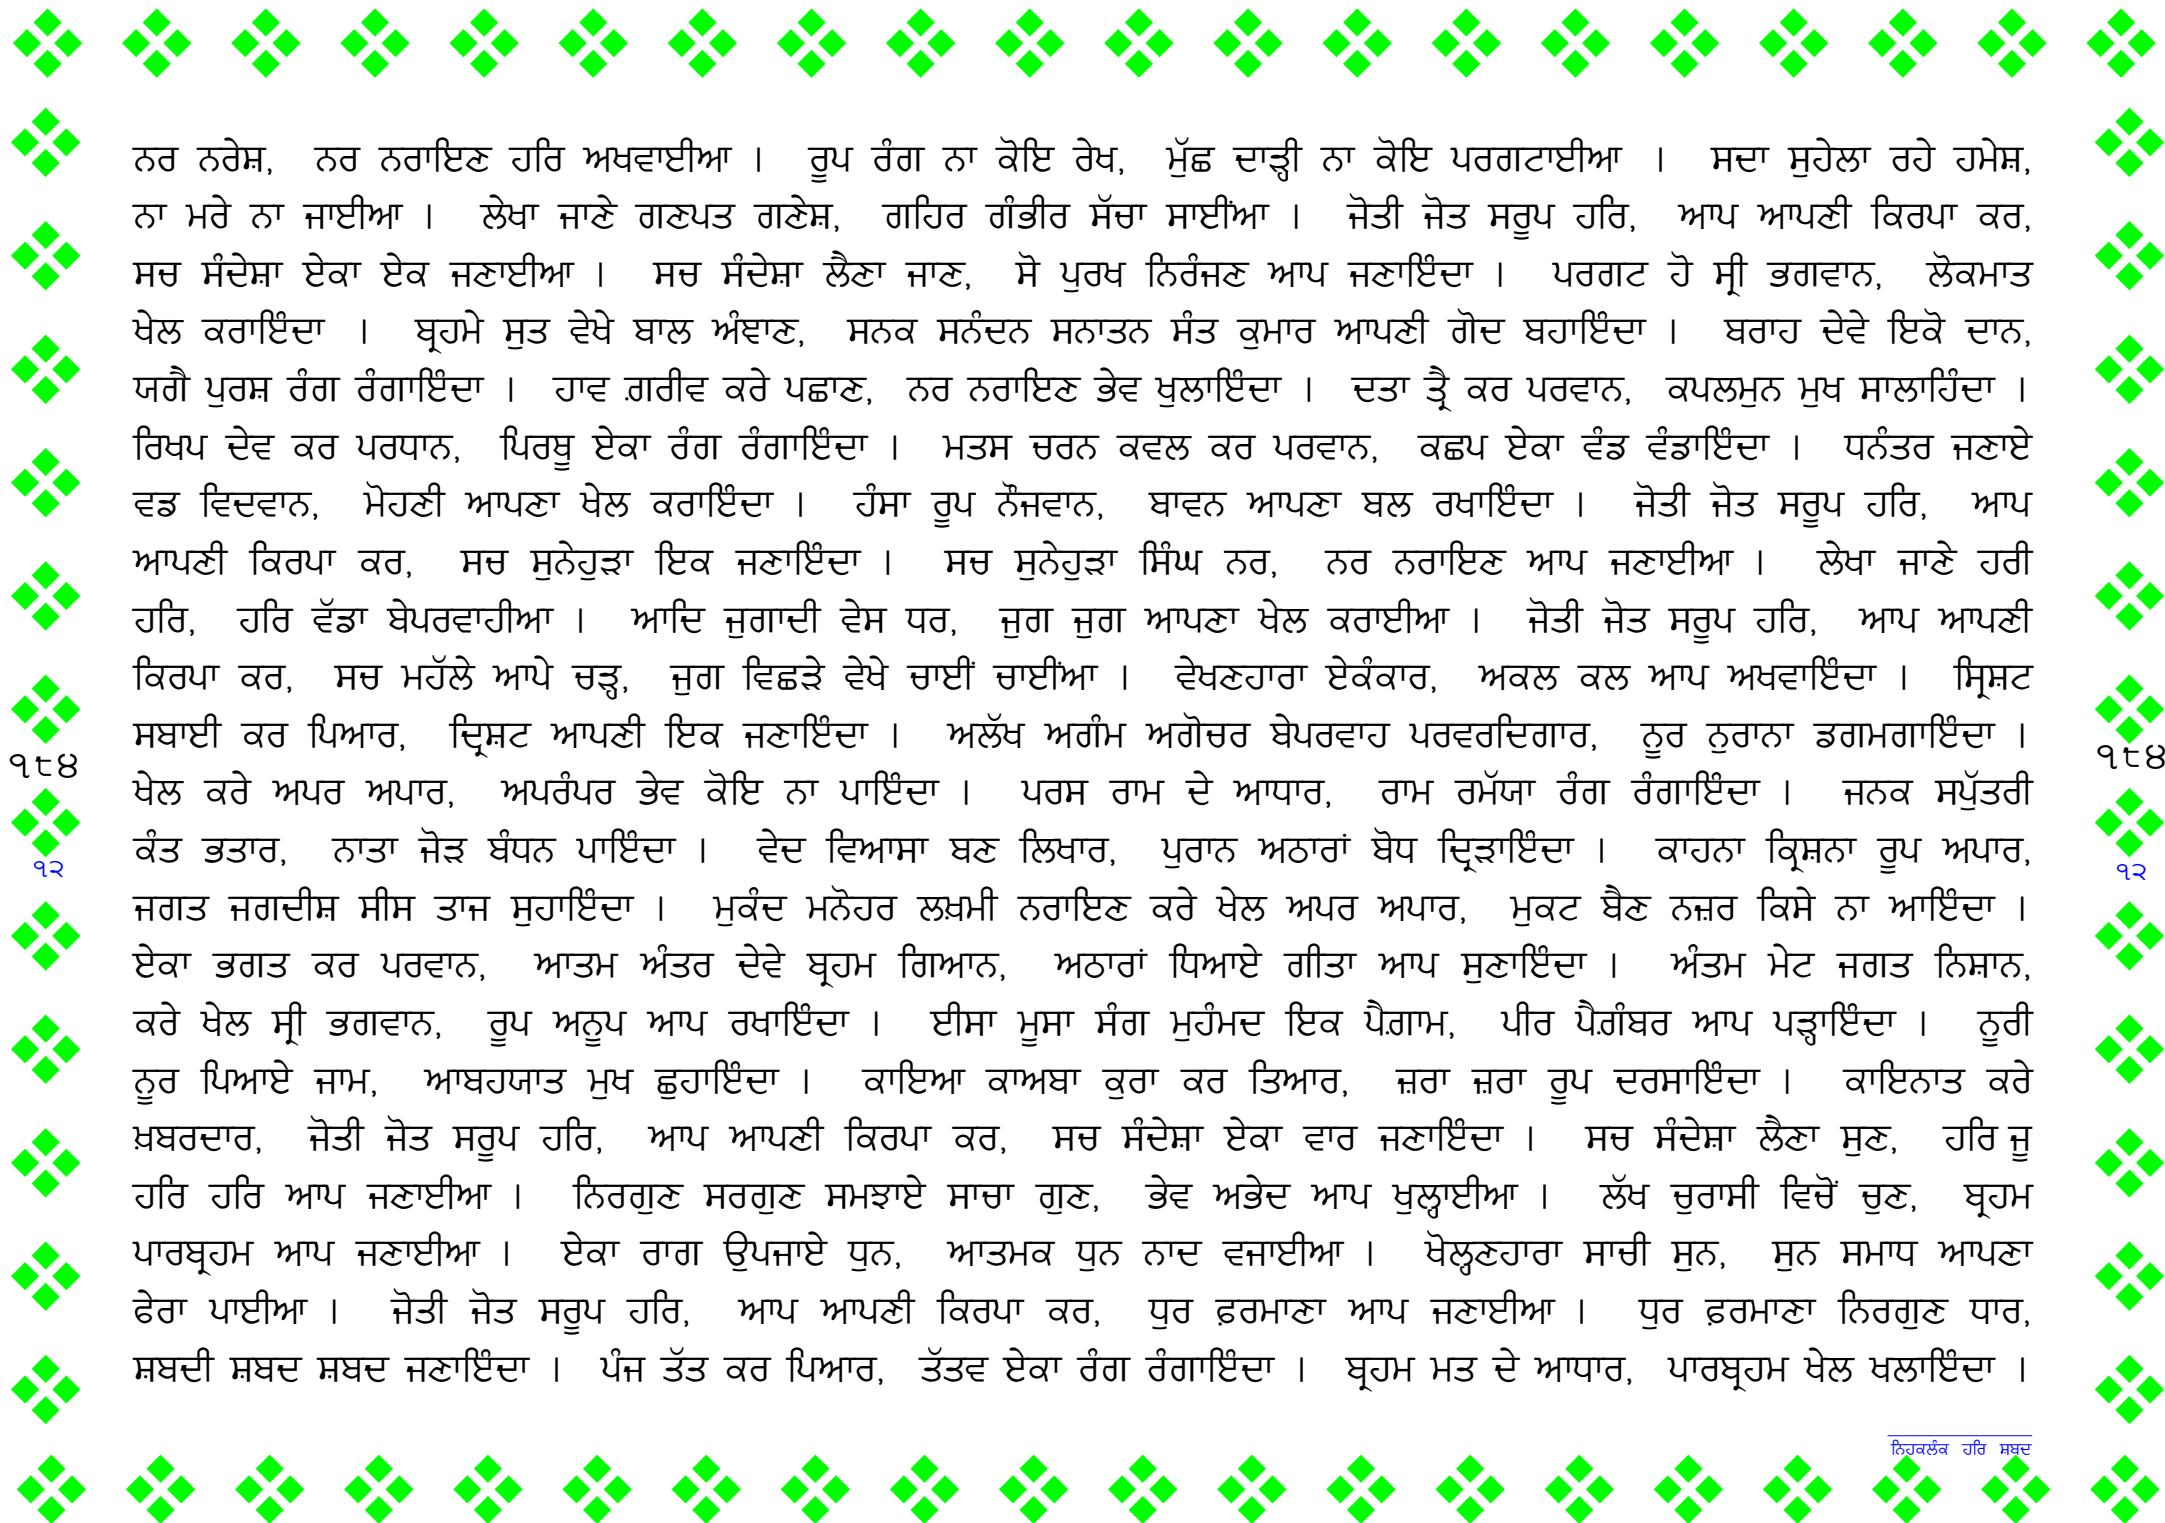 ਨਰ ਨਰੇਸ਼, ਨਰ ਨਰਾਇਣ ਹਰਿ ਅਖਵਾਈਆ । ਰੂਪ ਰੰਗ ਨਾ ਕੋਇ ਰੇਖ, ਮੁੱਛ ਦਾੜ੍ਹੀ ਨਾ ਕੋਇ ਪਰਗਟਾਈਆ । ਸਦਾ ਸੁਹੇਲਾ ਰਹੇ ਹਮੇਸ਼,
ਨਾ ਮਰੇ ਨਾ ਜਾਈਆ । ਲੇਖਾ ਜਾਣੇ ਗਣਪਤ ਗਣੇਸ਼, ਗਹਿਰ ਗੰਭੀਰ ਸੱਚਾ ਸਾਈਂਆ । ਜੋਤੀ ਜੋਤ ਸਰੂਪ ਹਰਿ, ਆਪ ਆਪਣੀ ਕਿਰਪਾ ਕਰ,
ਸਚ ਸੰਦੇਸ਼ਾ ਏਕਾ ਏਕ ਜਣਾਈਆ । ਸਚ ਸੰਦੇਸ਼ਾ ਲੈਣਾ ਜਾਣ, ਸੋ ਪੁਰਖ ਨਿਰੰਜਣ ਆਪ ਜਣਾਇੰਦਾ । ਪਰਗਟ ਹੋ ਸ੍ਰੀ ਭਗਵਾਨ, ਲੋਕਮਾਤ
ਖੇਲ ਕਰਾਇੰਦਾ । ਬ੍ਰਹਮੇ ਸੁਤ ਵੇਖੇ ਬਾਲ ਅੰਞਾਣ, ਸਨਕ ਸਨੰਦਨ ਸਨਾਤਨ ਸੰਤ ਕੁਮਾਰ ਆਪਣੀ ਗੋਦ ਬਹਾਇੰਦਾ । ਬਰਾਹ ਦੇਵੇ ਇਕੋ ਦਾਨ,
ਯਗੈ ਪੁਰਸ਼ ਰੰਗ ਰੰਗਾਇੰਦਾ । ਹਾਵ ਗ਼ਰੀਵ ਕਰੇ ਪਛਾਣ, ਨਰ ਨਰਾਇਣ ਭੇਵ ਖੁਲਾਇੰਦਾ । ਦਤਾ ਤ੍ਰੈ ਕਰ ਪਰਵਾਨ, ਕਪਲਮੁਨ ਮੁਖ ਸਾਲਾਹਿੰਦਾ ।
ਰਿਖਪ ਦੇਵ ਕਰ ਪਰਧਾਨ, ਪਿਰਥੂ ਏਕਾ ਰੰਗ ਰੰਗਾਇੰਦਾ । ਮਤਸ ਚਰਨ ਕਵਲ ਕਰ ਪਰਵਾਨ, ਕਛਪ ਏਕਾ ਵੰਡ ਵੰਡਾਇੰਦਾ । ਧਨੰਤਰ ਜਣਾਏ
ਵਡ ਵਿਦਵਾਨ, ਮੋਹਣੀ ਆਪਣਾ ਖੇਲ ਕਰਾਇੰਦਾ । ਹੰਸਾ ਰੂਪ ਨੌਜਵਾਨ, ਬਾਵਨ ਆਪਣਾ ਬਲ ਰਖਾਇੰਦਾ । ਜੋਤੀ ਜੋਤ ਸਰੂਪ ਹਰਿ, ਆਪ
ਆਪਣੀ ਕਿਰਪਾ ਕਰ, ਸਚ ਸੁਨੇਹੁੜਾ ਇਕ ਜਣਾਇੰਦਾ । ਸਚ ਸੁਨੇਹੁੜਾ ਸਿੰਘ ਨਰ, ਨਰ ਨਰਾਇਣ ਆਪ ਜਣਾਈਆ । ਲੇਖਾ ਜਾਣੇ ਹਰੀ
ਹਰਿ, ਹਰਿ ਵੱਡਾ ਬੇਪਰਵਾਹੀਆ । ਆਦਿ ਜੁਗਾਦੀ ਵੇਸ ਧਰ, ਜੁਗ ਜੁਗ ਆਪਣਾ ਖੇਲ ਕਰਾਈਆ । ਜੋਤੀ ਜੋਤ ਸਰੂਪ ਹਰਿ, ਆਪ ਆਪਣੀ
ਕਿਰਪਾ ਕਰ, ਸਚ ਮਹੱਲੇ ਆਪੇ ਚੜ੍ਹ, ਜੁਗ ਵਿਛੜੇ ਵੇਖੇ ਚਾਈਂ ਚਾਈਂਆ । ਵੇਖਣਹਾਰਾ ਏਕੰਕਾਰ, ਅਕਲ ਕਲ ਆਪ ਅਖਵਾਇੰਦਾ । ਸ੍ਰਿਸ਼ਟ
ਸਬਾਈ ਕਰ ਪਿਆਰ, ਦ੍ਰਿਸ਼ਟ ਆਪਣੀ ਇਕ ਜਣਾਇੰਦਾ । ਅਲੱਖ ਅਗੰਮ ਅਗੋਚਰ ਬੇਪਰਵਾਹ ਪਰਵਰਦਿਗਾਰ, ਨੂਰ ਨੁਰਾਨਾ ਡਗਮਗਾਇੰਦਾ ।
ਖੇਲ ਕਰੇ ਅਪਰ ਅਪਾਰ, ਅਪਰੰਪਰ ਭੇਵ ਕੋਇ ਨਾ ਪਾਇੰਦਾ । ਪਰਸ ਰਾਮ ਦੇ ਆਧਾਰ, ਰਾਮ ਰਮੱਯਾ ਰੰਗ ਰੰਗਾਇੰਦਾ । ਜਨਕ ਸਪੁੱਤਰੀ
ਕੰਤ ਭਤਾਰ, ਨਾਤਾ ਜੋੜ ਬੰਧਨ ਪਾਇੰਦਾ । ਵੇਦ ਵਿਆਸਾ ਬਣ ਲਿਖਾਰ, ਪੁਰਾਨ ਅਠਾਰਾਂ ਬੋਧ ਦ੍ਰਿੜਾਇੰਦਾ । ਕਾਹਨਾ ਕ੍ਰਿਸ਼ਨਾ ਰੂਪ ਅਪਾਰ,
ਜਗਤ ਜਗਦੀਸ਼ ਸੀਸ ਤਾਜ ਸੁਹਾਇੰਦਾ । ਮੁਕੰਦ ਮਨੋਹਰ ਲਖ਼ਮੀ ਨਰਾਇਣ ਕਰੇ ਖੇਲ ਅਪਰ ਅਪਾਰ, ਮੁਕਟ ਬੈਣ ਨਜ਼ਰ ਕਿਸੇ ਨਾ ਆਇੰਦਾ ।
ਏਕਾ ਭਗਤ ਕਰ ਪਰਵਾਨ, ਆਤਮ ਅੰਤਰ ਦੇਵੇ ਬ੍ਰਹਮ ਗਿਆਨ, ਅਠਾਰਾਂ ਧਿਆਏ ਗੀਤਾ ਆਪ ਸੁਣਾਇੰਦਾ । ਅੰਤਮ ਮੇਟ ਜਗਤ ਨਿਸ਼ਾਨ,
ਕਰੇ ਖੇਲ ਸ੍ਰੀ ਭਗਵਾਨ, ਰੂਪ ਅਨੂਪ ਆਪ ਰਖਾਇੰਦਾ । ਈਸਾ ਮੂਸਾ ਸੰਗ ਮੁਹੰਮਦ ਇਕ ਪੈਗ਼ਾਮ, ਪੀਰ ਪੈਗ਼ੰਬਰ ਆਪ ਪੜ੍ਹਾਇੰਦਾ । ਨੂਰੀ
ਨੂਰ ਪਿਆਏ ਜਾਮ, ਆਬਹਯਾਤ ਮੁਖ ਛੁਹਾਇੰਦਾ । ਕਾਇਆ ਕਾਅਬਾ ਕੁਰਾ ਕਰ ਤਿਆਰ, ਜ਼ਰਾ ਜ਼ਰਾ ਰੂਪ ਦਰਸਾਇੰਦਾ । ਕਾਇਨਾਤ ਕਰੇ
ਖ਼ਬਰਦਾਰ, ਜੋਤੀ ਜੋਤ ਸਰੂਪ ਹਰਿ, ਆਪ ਆਪਣੀ ਕਿਰਪਾ ਕਰ, ਸਚ ਸੰਦੇਸ਼ਾ ਏਕਾ ਵਾਰ ਜਣਾਇੰਦਾ । ਸਚ ਸੰਦੇਸ਼ਾ ਲੈਣਾ ਸੁਣ, ਹਰਿ ਜੂ
ਹਰਿ ਹਰਿ ਆਪ ਜਣਾਈਆ । ਨਿਰਗੁਣ ਸਰਗੁਣ ਸਮਝਾਏ ਸਾਚਾ ਗੁਣ, ਭੇਵ ਅਭੇਦ ਆਪ ਖੁਲ੍ਹਾਈਆ । ਲੱਖ ਚੁਰਾਸੀ ਵਿਚੋਂ ਚੁਣ, ਬ੍ਰਹਮ
ਪਾਰਬ੍ਰਹਮ ਆਪ ਜਣਾਈਆ । ਏਕਾ ਰਾਗ ਉਪਜਾਏ ਧੁਨ, ਆਤਮਕ ਧੁਨ ਨਾਦ ਵਜਾਈਆ । ਖੋਲ੍ਹਣਹਾਰਾ ਸਾਚੀ ਸੁਨ, ਸੁਨ ਸਮਾਧ ਆਪਣਾ
ਫੇਰਾ ਪਾਈਆ । ਜੋਤੀ ਜੋਤ ਸਰੂਪ ਹਰਿ, ਆਪ ਆਪਣੀ ਕਿਰਪਾ ਕਰ, ਧੁਰ ਫ਼ਰਮਾਣਾ ਆਪ ਜਣਾਈਆ । ਧੁਰ ਫ਼ਰਮਾਣਾ ਨਿਰਗੁਣ ਧਾਰ,
ਸ਼ਬਦੀ ਸ਼ਬਦ ਸ਼ਬਦ ਜਣਾਇੰਦਾ । ਪੰਜ ਤੱਤ ਕਰ ਪਿਆਰ, ਤੱਤਵ ਏਕਾ ਰੰਗ ਰੰਗਾਇੰਦਾ । ਬ੍ਰਹਮ ਮਤ ਦੇ ਆਧਾਰ, ਪਾਰਬ੍ਰਹਮ ਖੇਲ ਖਲਾਇੰਦਾ ।
੧੮੪
੧੨
੧੮੪
੧੨
ਨਿਹਕਲੰਕ ਹਰਿ ਸ਼ਬਦ